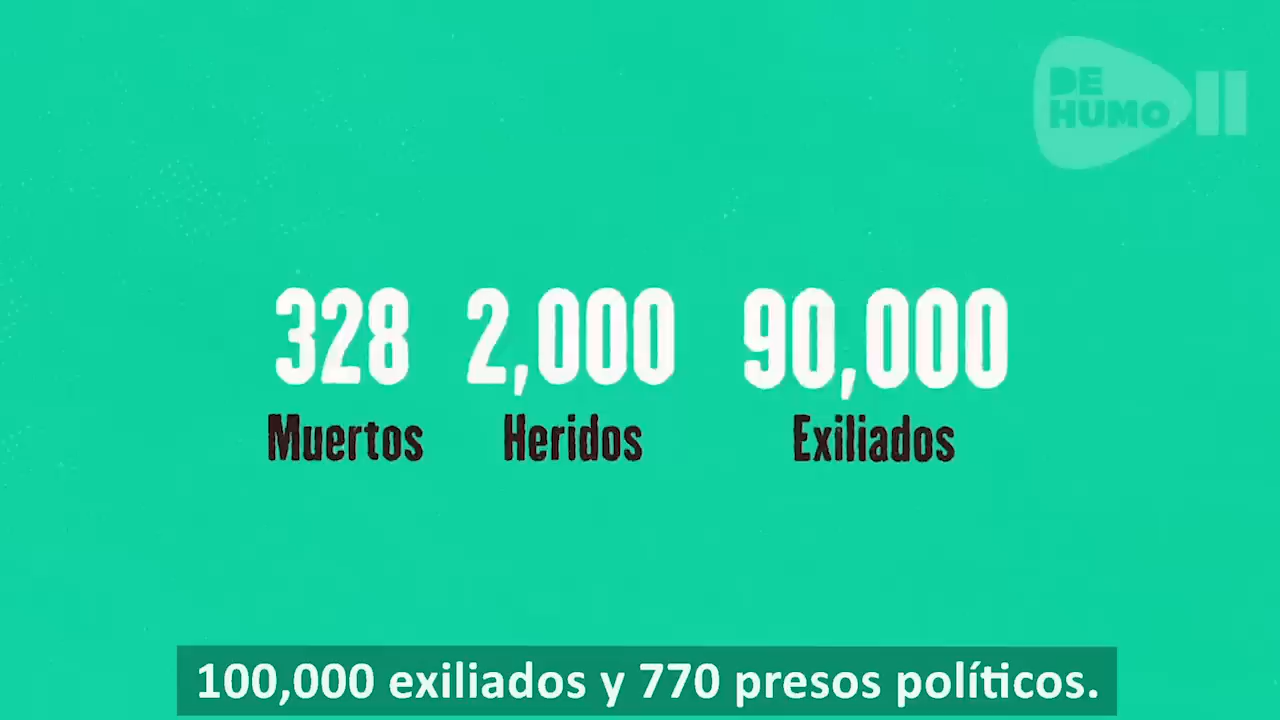 DE
HUMO
328 2,000 90,000
Muertos Heridos Exiliados
100,000 exiliados y 770 presos políticos.